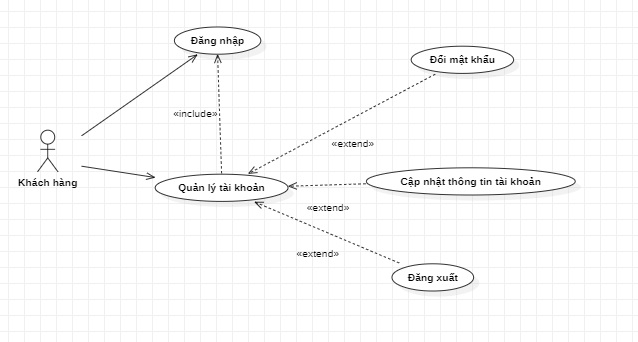 Đăng nhập
Đổi mật khẩu
«include»
«extend»
Khách hàng
Quản lý tài khoản
Cập nhật thông tin tài khoản
«extend»
«extend»
Đăng xuất